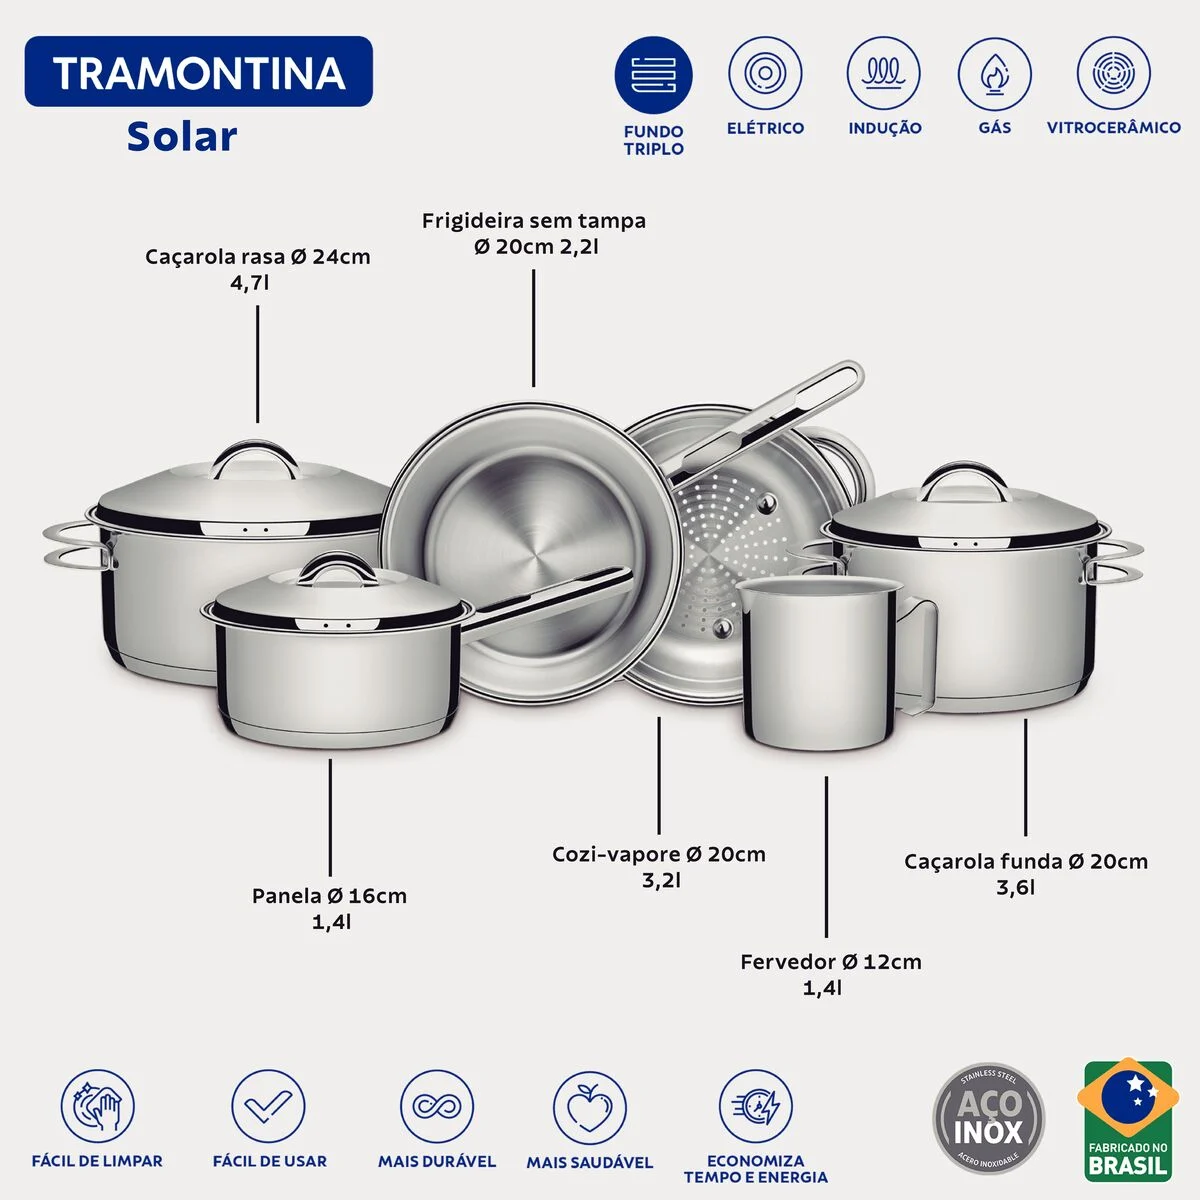 TRAMONTINA
Solar
FUNDO
TRIPLO
ELÉTRICO
INDUÇÃO
GÁS
VITROCERÂMICO
Frigideira sem tampa
Ø 20cm 2,2l
Caçarola rasa Ø 24cm
4,7l
Cozi-vapore Ø 20cm
3,2l
Caçarola funda Ø 20cm
3,6l
Panela Ø 16cm
1,4l
Fervedor Ø 12cm
1,4l
FÁCIL DE LIMPAR
FÁCIL DE USAR
MAIS DURÁVEL
MAIS SAUDÁVEL
ECONOMIZA
TEMPO E ENERGIA
STAINLESS STEEL
AÇO
INOX
ACERO INOXIDABLE
FABRICADO NO
BRASIL